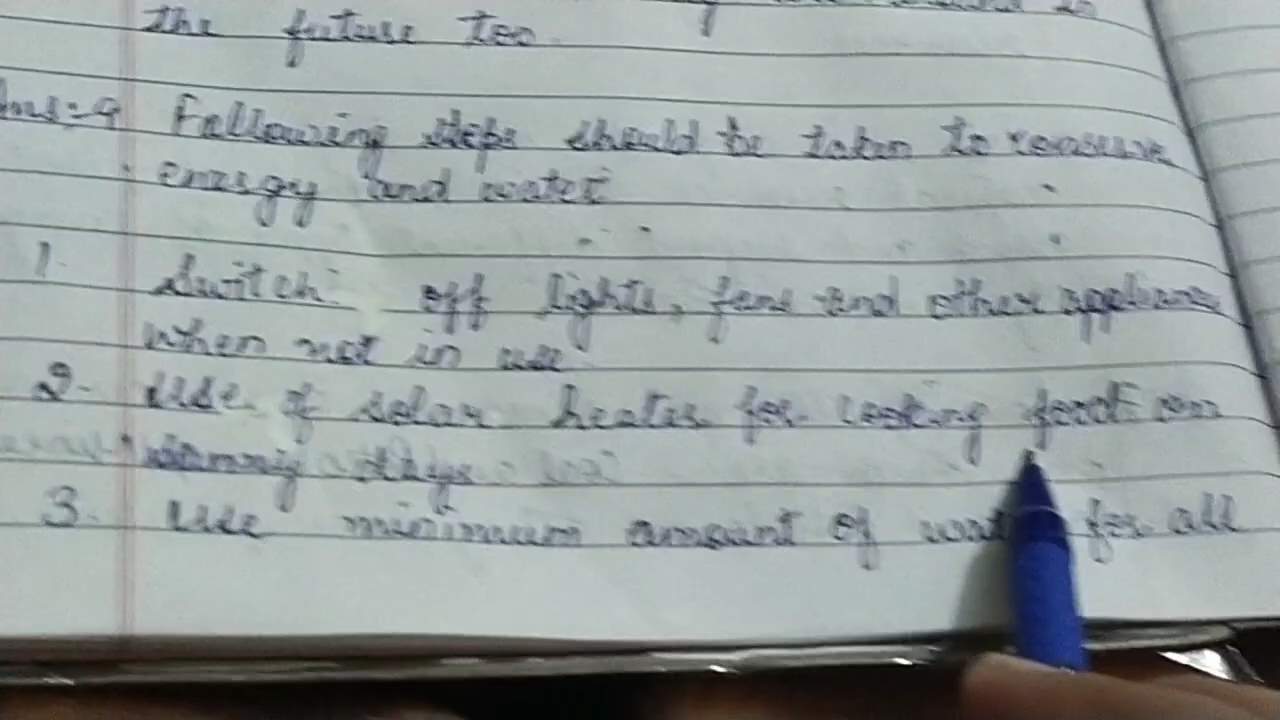 the future too.
Ans:-9 Following steps should be taken to
energy and water
1. Switch off lights, fans and other appliances
when not in use
2. Use of solar heater for cooking food on
sunny days
3. Use minimum amount of water for all